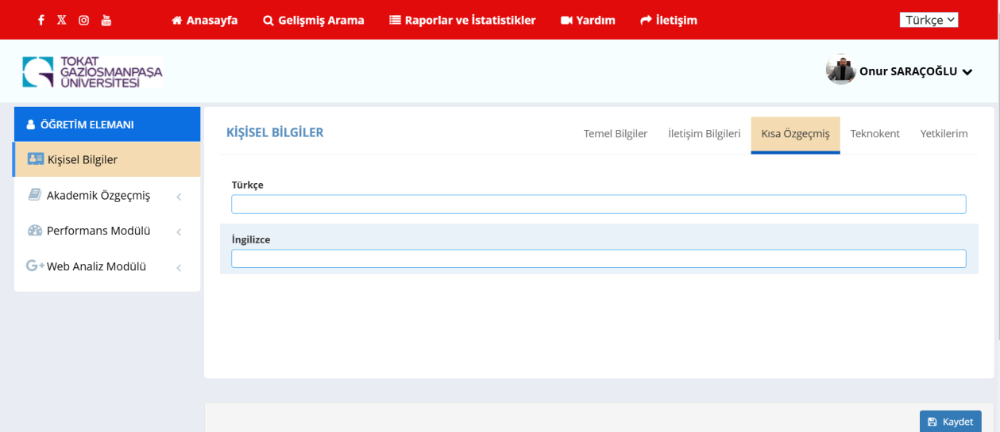 Anasayfa Gelişmiş Arama Raporlar ve İstatistikler Yardım İletişim Türkçe
TOKAT
GAZİOSMANPAŞA
ÜNİVERSİTESİ
Onur SARAÇOĞLU
ÖĞRETİM ELEMANI
Kişisel Bilgiler
Akademik Özgeçmiş
Performans Modülü
G+ Web Analiz Modülü
KİŞİSEL BİLGİLER
Temel Bilgiler İletişim Bilgileri Kısa Özgeçmiş Teknokent Yetkilerim
Türkçe
İngilizce
Kaydet